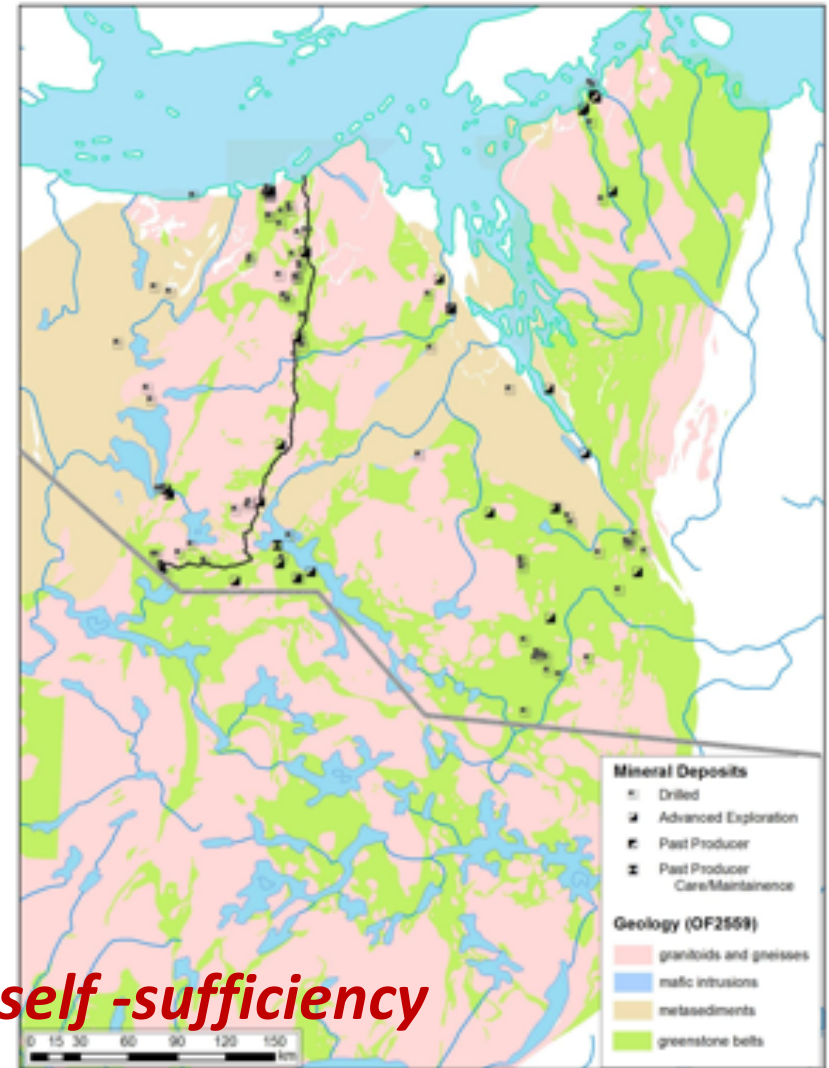 Mineral Deposits
Drilled
Advanced Exploration
Past Producer
Past Producer
Care/Maintainence
Geology (OF2559)
granitoids and gneisses
mafic intrusions
metasediments
greenstone belts
self -sufficiency
0 15 30 60 90 120 150
km